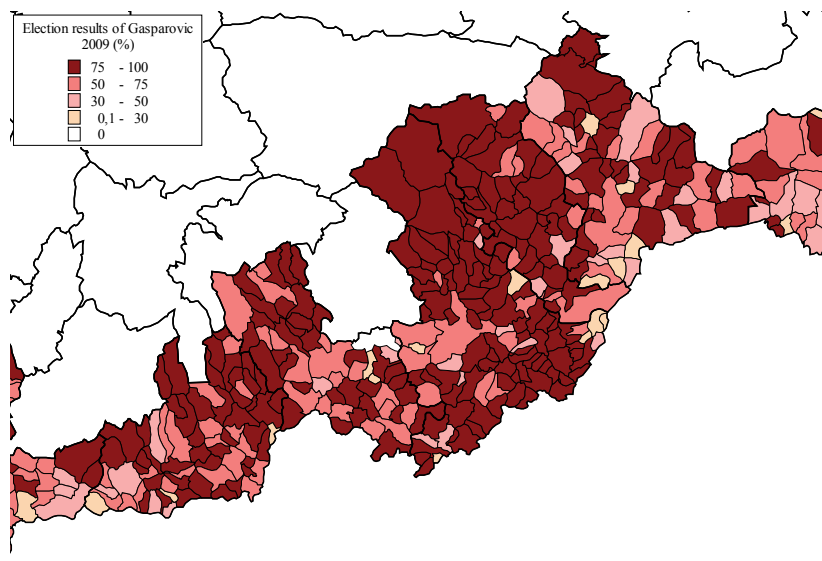 Election results of Gasparovic
2009 (%)
75 - 100
50 - 75
30 - 50
0,1 - 30
0